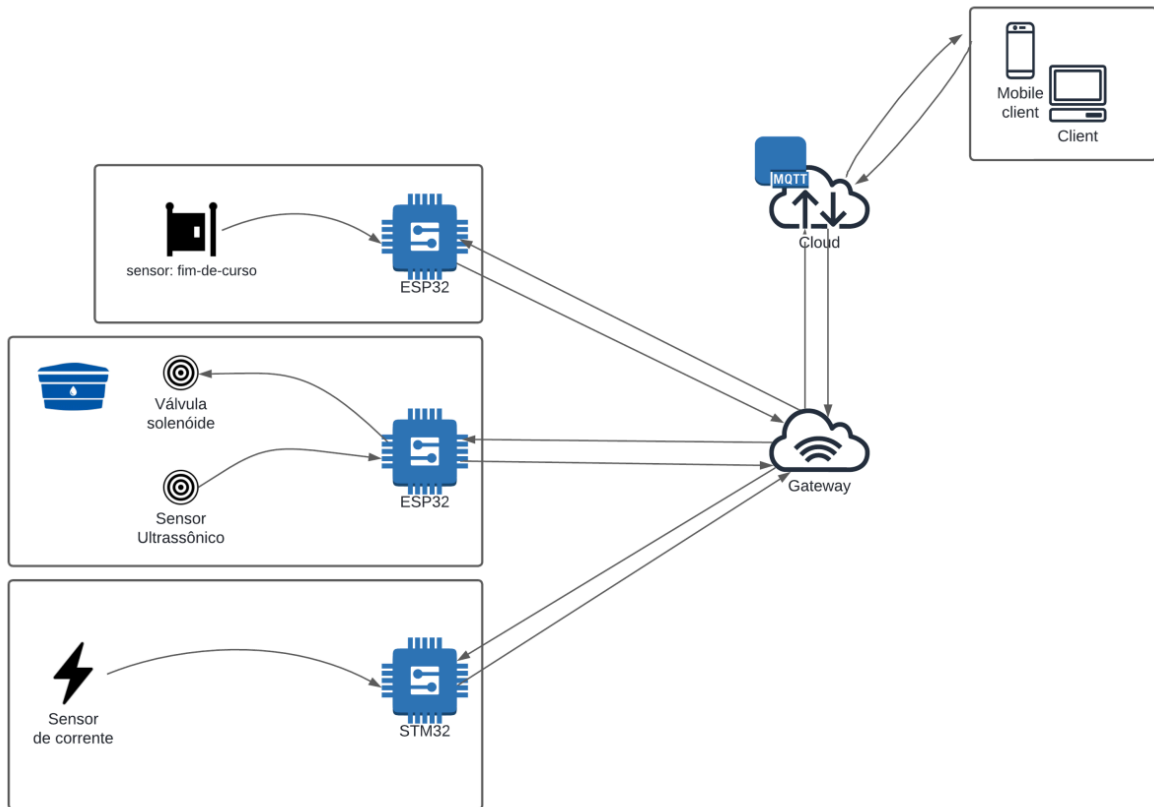 Mobile
client
Client
MQTT
Cloud
sensor: fim-de-curso
ESP32
Válvula
solenóide
Sensor
Ultrassônico
ESP32
Gateway
Sensor
de corrente
STM32